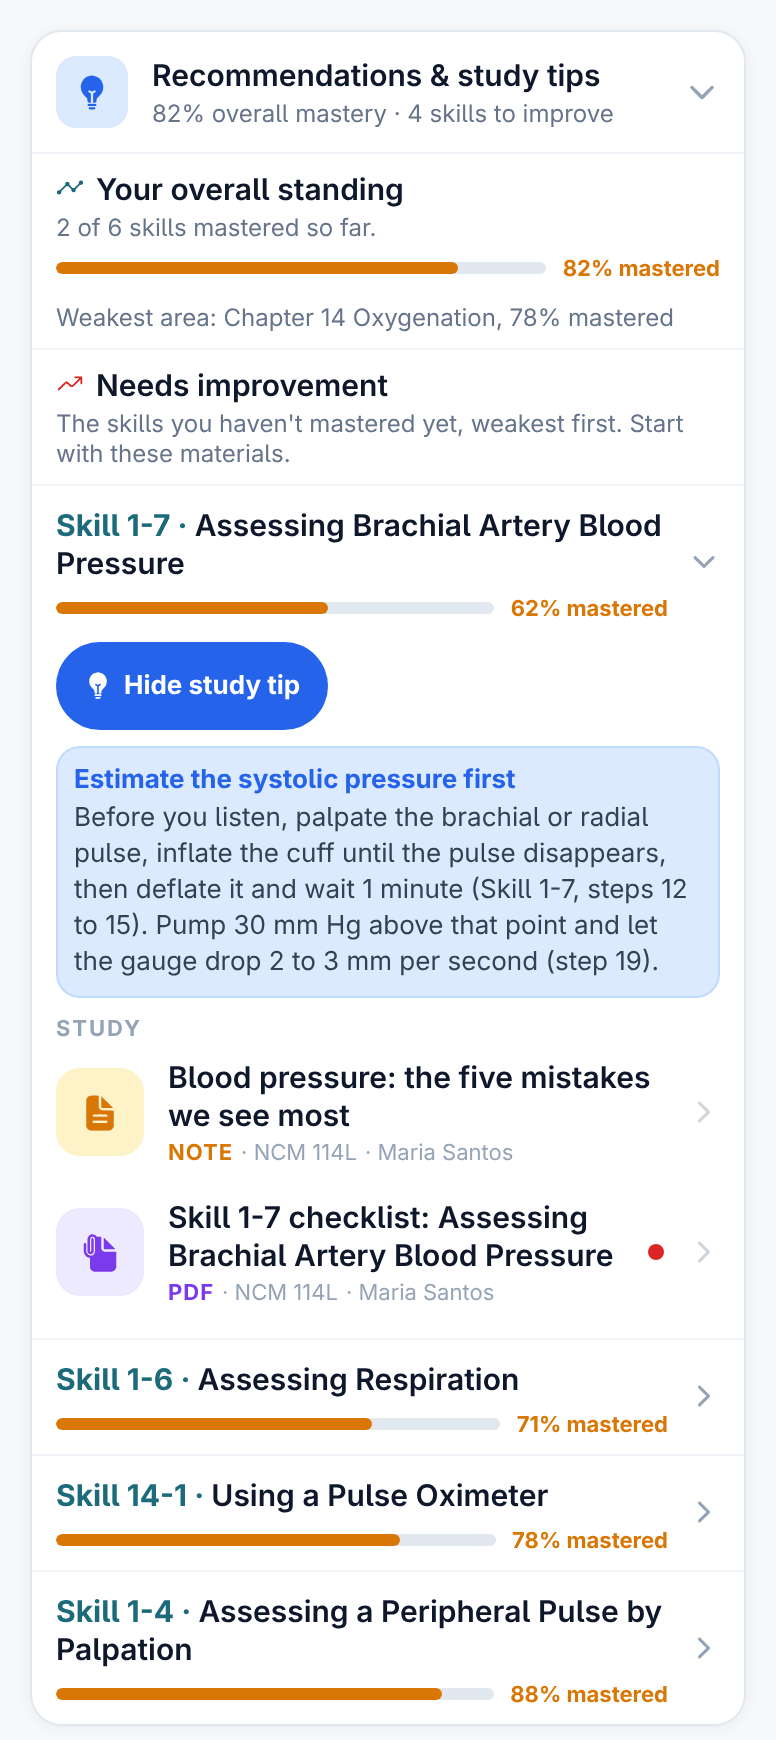 Recommendations & study tips
82% overall mastery · 4 skills to improve
Your overall standing
2 of 6 skills mastered so far.
82% mastered
Weakest area: Chapter 14 Oxygenation, 78% mastered
Needs improvement
The skills you haven't mastered yet, weakest first. Start
with these materials.
Skill 1-7 · Assessing Brachial Artery Blood
Pressure
62% mastered
Hide study tip
Estimate the systolic pressure first
Before you listen, palpate the brachial or radial
pulse, inflate the cuff until the pulse disappears,
then deflate it and wait 1 minute (Skill 1-7, steps 12
to 15). Pump 30 mm Hg above that point and let
the gauge drop 2 to 3 mm per second (step 19).
STUDY
Blood pressure: the five mistakes
we see most
NOTE · NCM 114L · Maria Santos
Skill 1-7 checklist: Assessing
Brachial Artery Blood Pressure
PDF · NCM 114L · Maria Santos
Skill 1-6 · Assessing Respiration
71% mastered
Skill 14-1 · Using a Pulse Oximeter
78% mastered
Skill 1-4 · Assessing a Peripheral Pulse by
Palpation
88% mastered